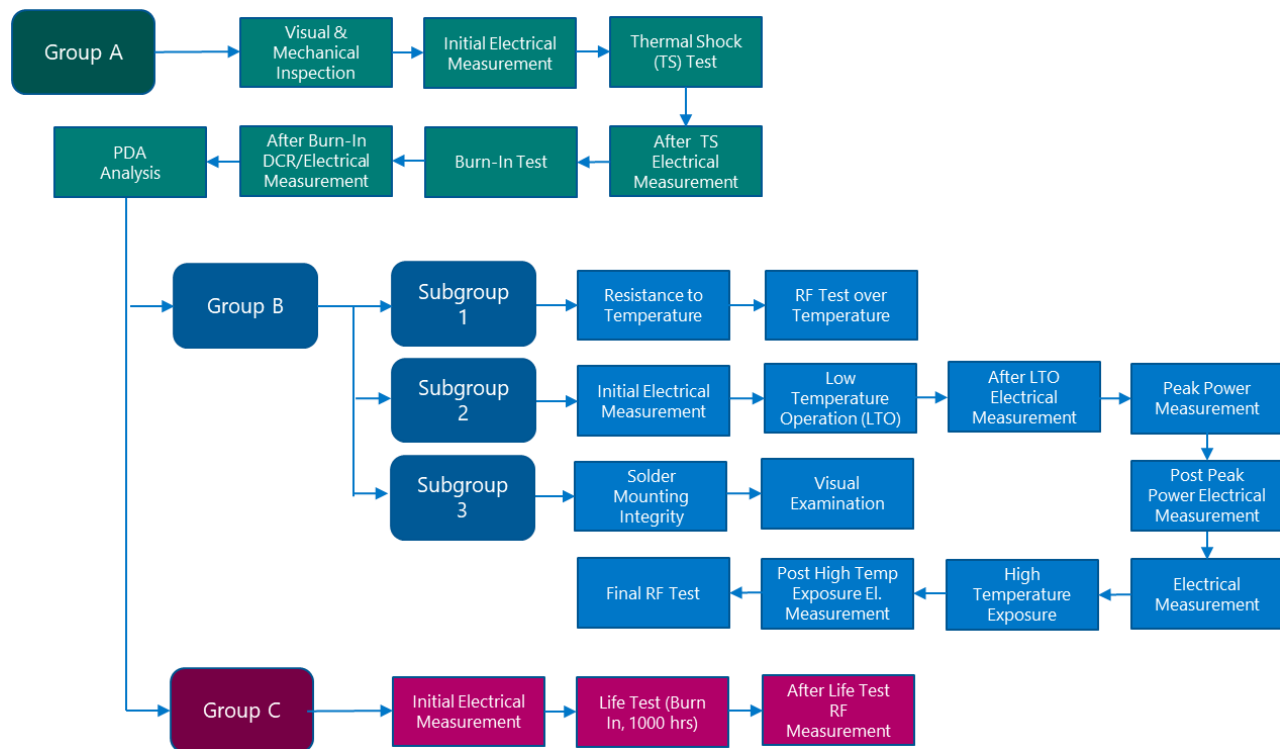 Group A
Visual &
Mechanical
Inspection
Initial Electrical
Measurement
Thermal Shock
(TS) Test
PDA
Analysis
After Burn-In
DCR/Electrical
Measurement
Burn-In Test
After TS
Electrical
Measurement
Group B
Subgroup
1
Resistance to
Temperature
RF Test over
Temperature
Subgroup
2
Initial Electrical
Measurement
Low
Temperature
Operation (LTO)
After LTO
Electrical
Measurement
Peak Power
Measurement
Subgroup
3
Solder
Mounting
Integrity
Visual
Examination
Post Peak
Power Electrical
Measurement
Final RF Test
Post High Temp
Exposure El.
Measurement
High
Temperature
Exposure
Electrical
Measurement
Group C
Initial Electrical
Measurement
Life Test (Burn
In, 1000 hrs)
After Life Test
RF
Measurement